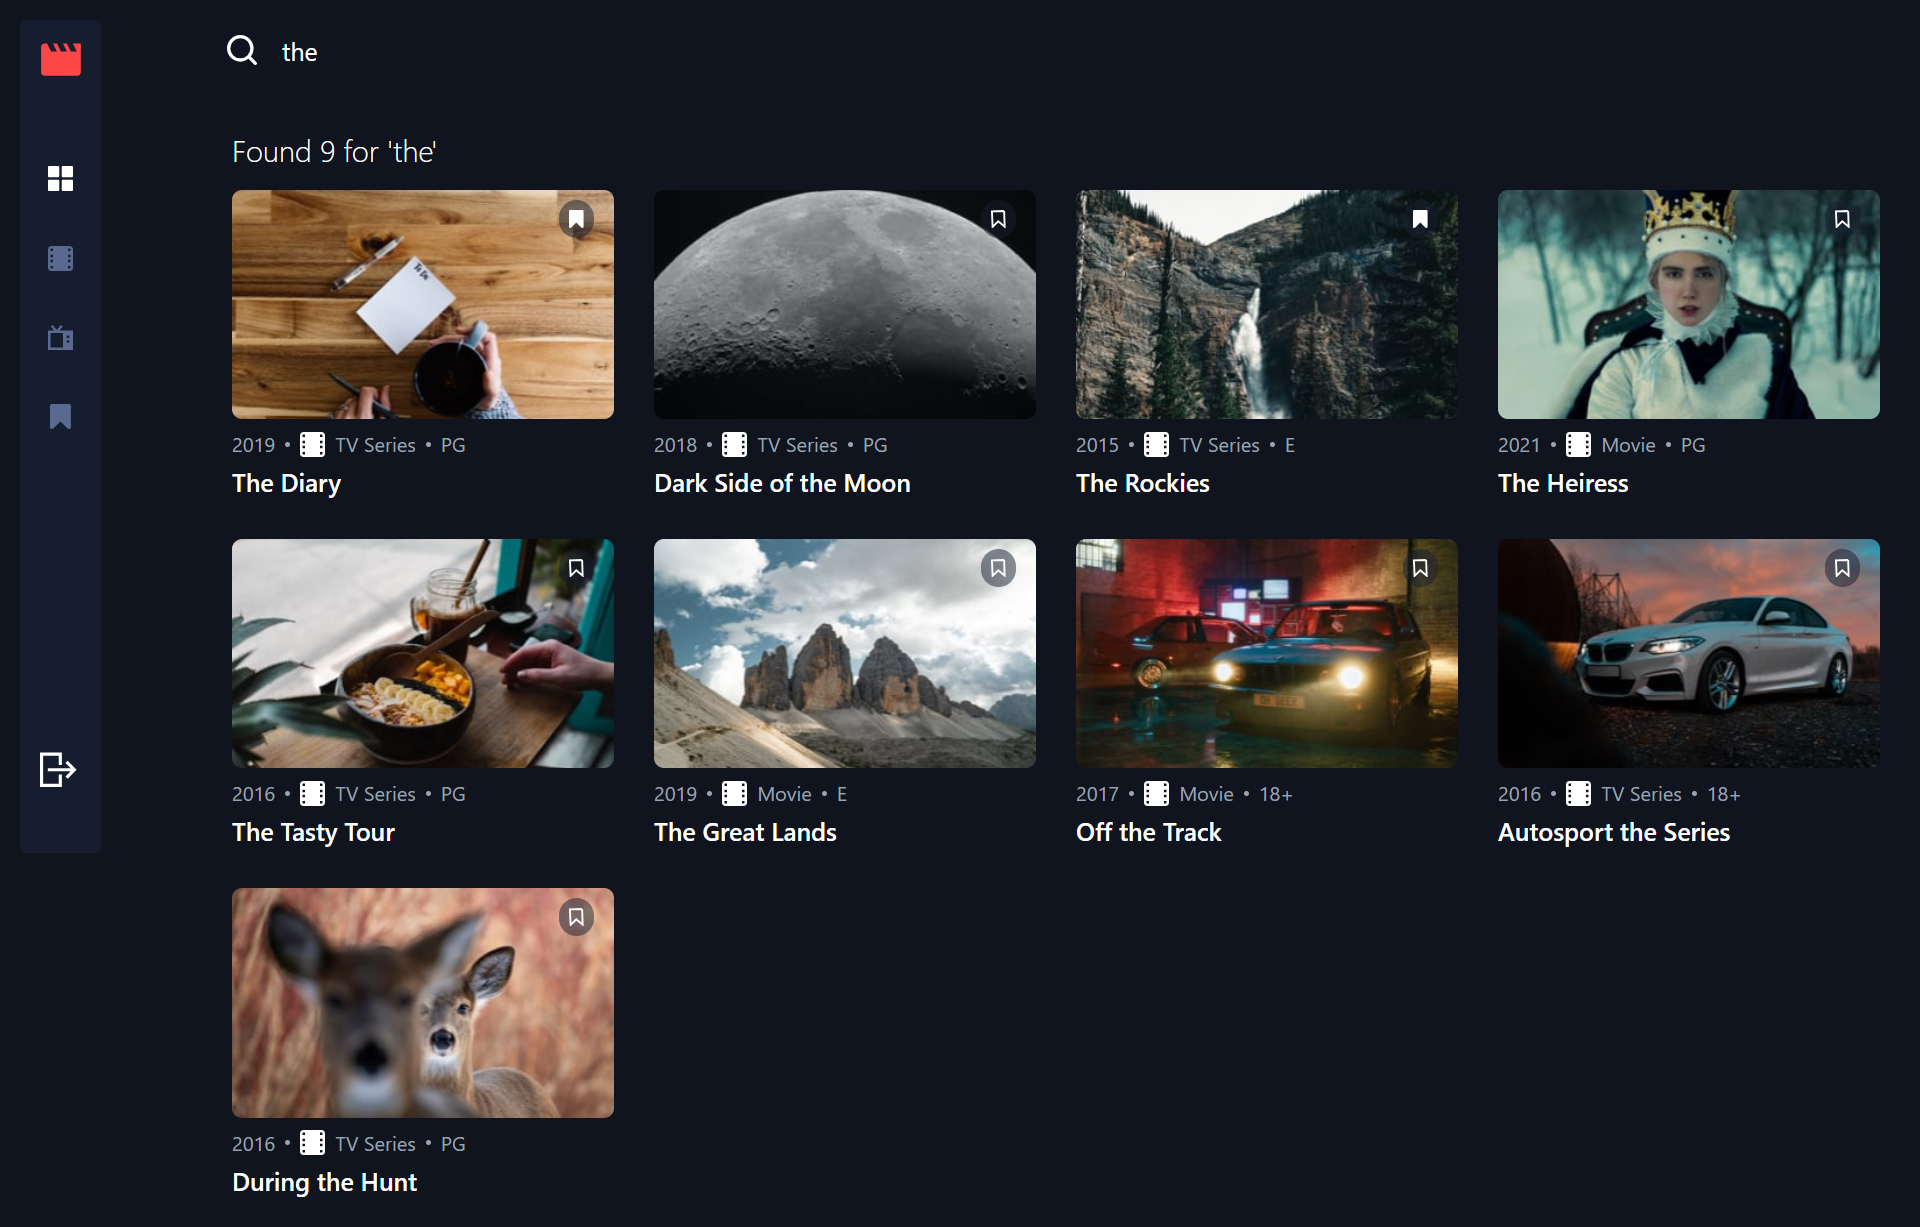 the
Found 9 for 'the'
To Do
2019 • TV Series • PG
The Diary
2018 • TV Series • PG
Dark Side of the Moon
2015 • TV Series • E
The Rockies
2021 • Movie • PG
The Heiress
2016 • TV Series • PG
The Tasty Tour
2019 • Movie • E
The Great Lands
2017 • Movie • 18+
Off the Track
2016 • TV Series • 18+
Autosport the Series
2016 • TV Series • PG
During the Hunt